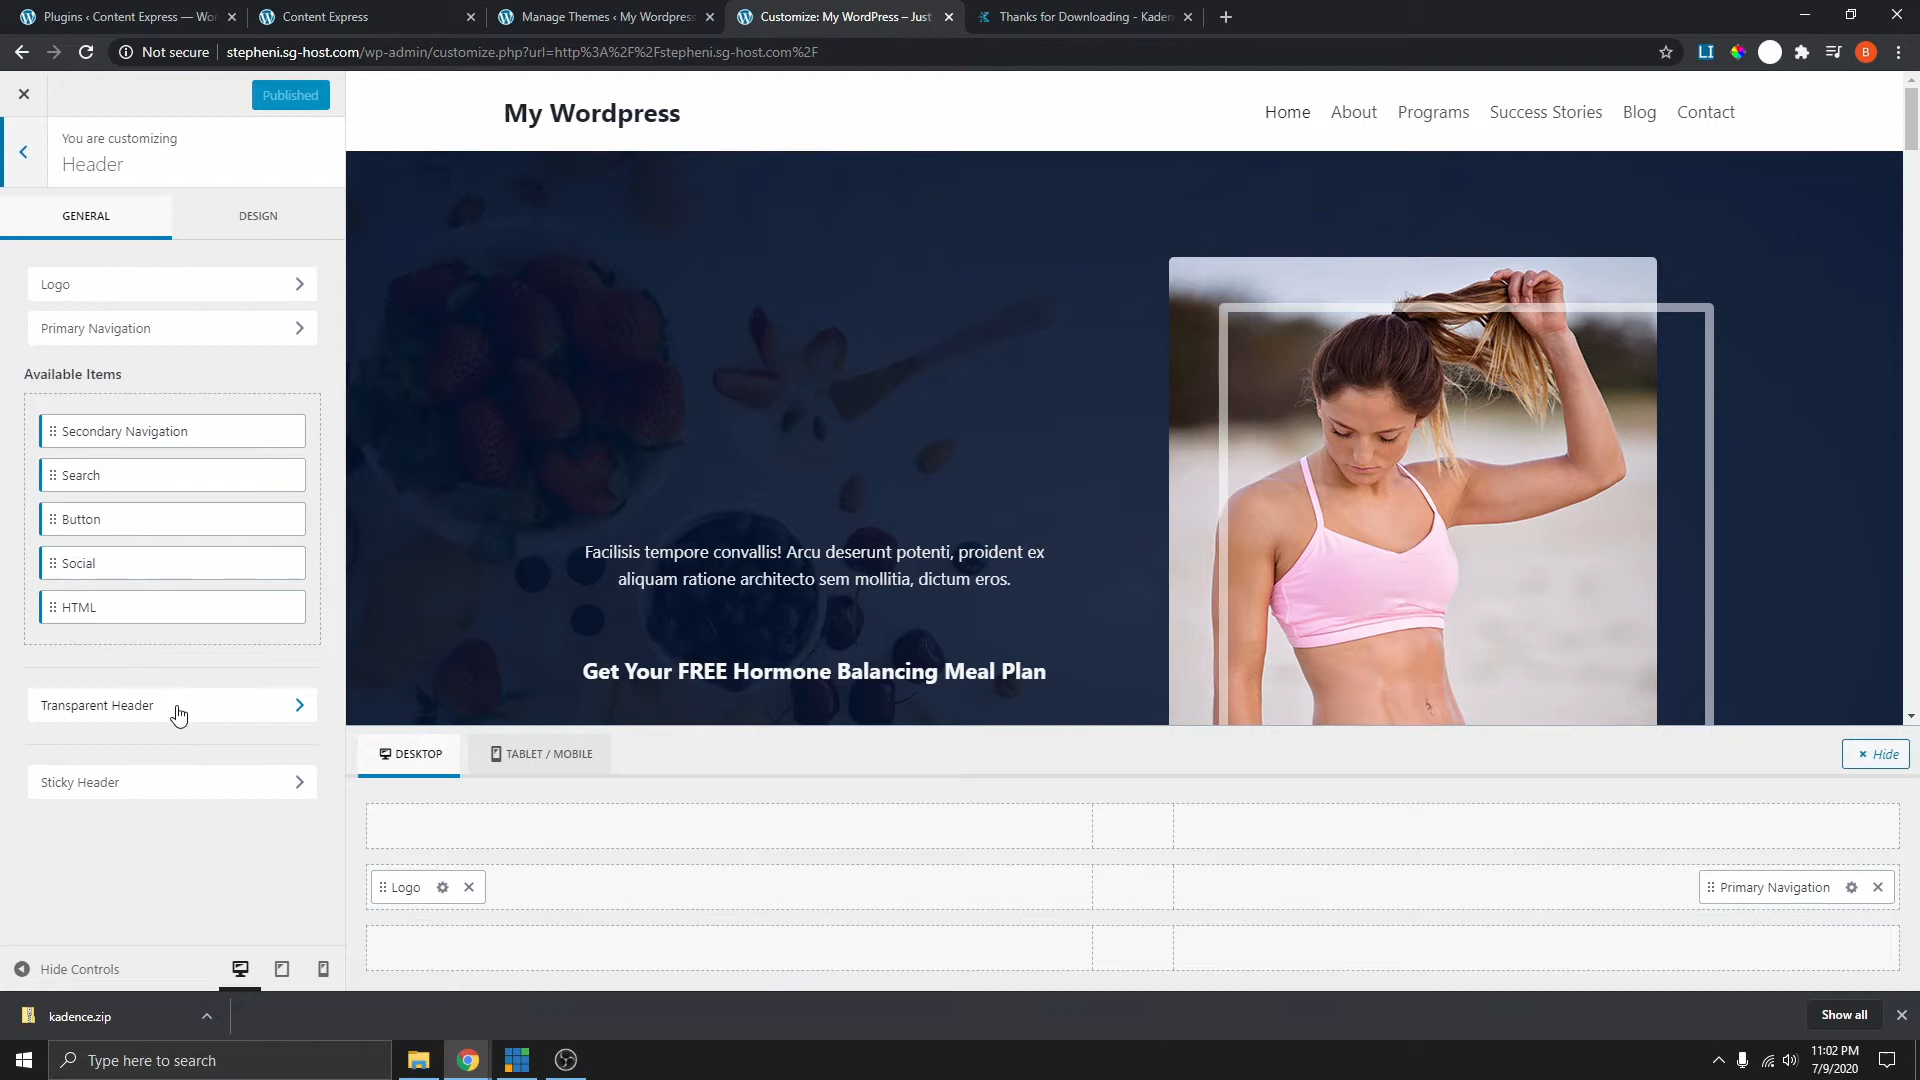 Plugins ‹ Content Express — Wor
Content Express
Manage Themes ‹ My Wordpress
Customize: My WordPress – Just
Thanks for Downloading - Kaden
Not secure
stepheni.sg-host.com/wp-admin/customize.php?url=http%3A%2F%2Fstepheni.sg-host.com%2F
LI
B
Published
You are customizing
Header
GENERAL
DESIGN
Logo
Primary Navigation
Available Items
Secondary Navigation
Search
Button
Social
HTML
Transparent Header
Sticky Header
Hide Controls
My Wordpress
Home
About
Programs
Success Stories
Blog
Contact
Facilisis tempore convallis! Arcu deserunt potenti, proident ex
aliquam ratione architecto sem mollitia, dictum eros.
Get Your FREE Hormone Balancing Meal Plan
DESKTOP
TABLET / MOBILE
Hide
Logo
Primary Navigation
kadence.zip
Show all
Type here to search
11:02 PM
7/9/2020